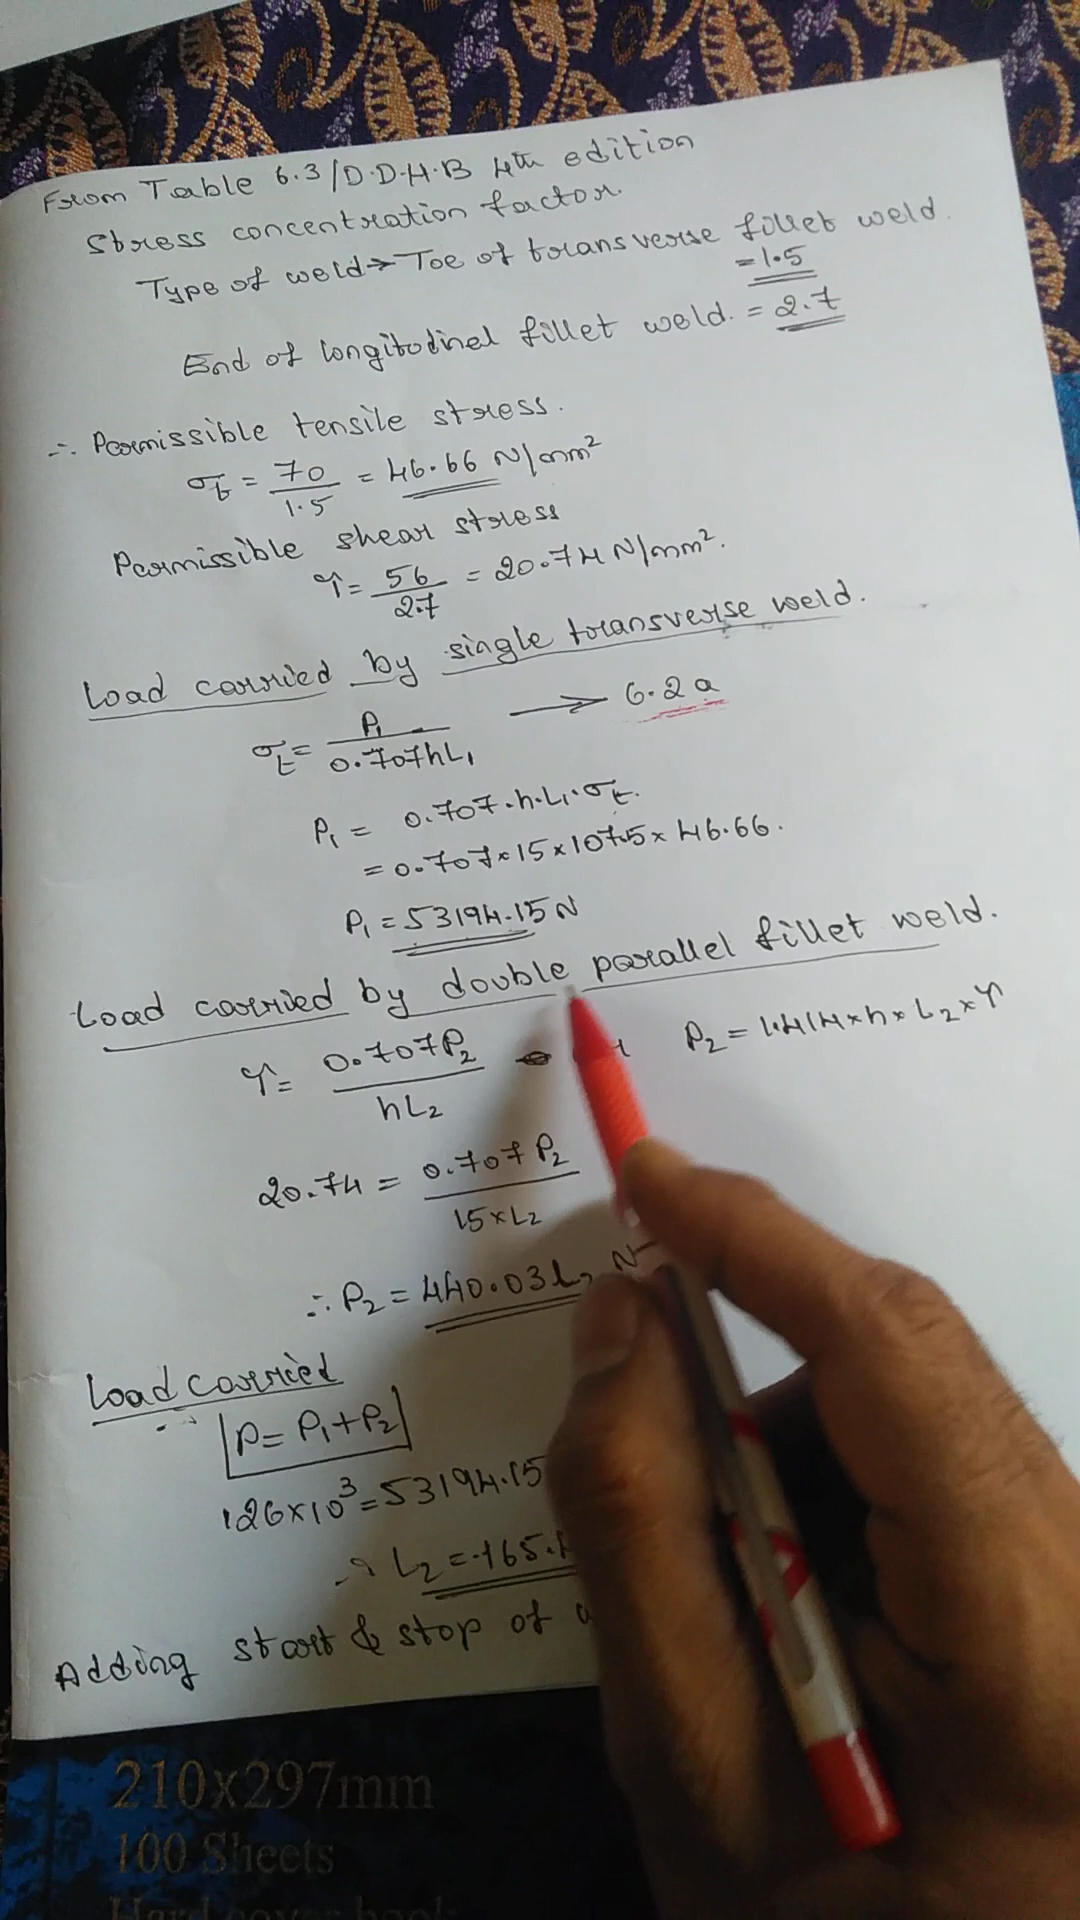 From Table 6.3/D.D.H.B 4th edition
Stress concentration factor.
Type of weld→ Toe of transverse fillet weld.
=1.5
End of longitodinel fillet weld. = 2.7
∴ Permissible tensile stress.
σt = 70/1.5 = 46.66 N/mm²
Permissible shear stress
τ = 56/2.7 = 20.74 N/mm².
Load carried by single transverse weld.
σt = P₁/0.707hL₁ → 6.2a
P₁ = 0.707.h.L₁.σt.
= 0.707×15×107.5×46.66.
P₁ = 53194.15N
Load carried by double parallel fillet weld.
τ = 0.707P₂/hL₂ P₂ = 1.414×h×L₂×τ
20.74 = 0.707P₂/15×L₂
∴ P₂ = 440.03L₂ N
Load carried
P = P₁+P₂
126×10³ = 53194.15
∴ L₂ = 165.
Adding start & stop of
210x297mm
100 Sheets